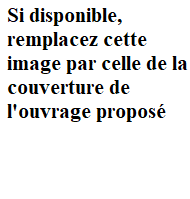 Si disponible,
remplacez cette
image par celle de la
couverture de
l'ouvrage proposé